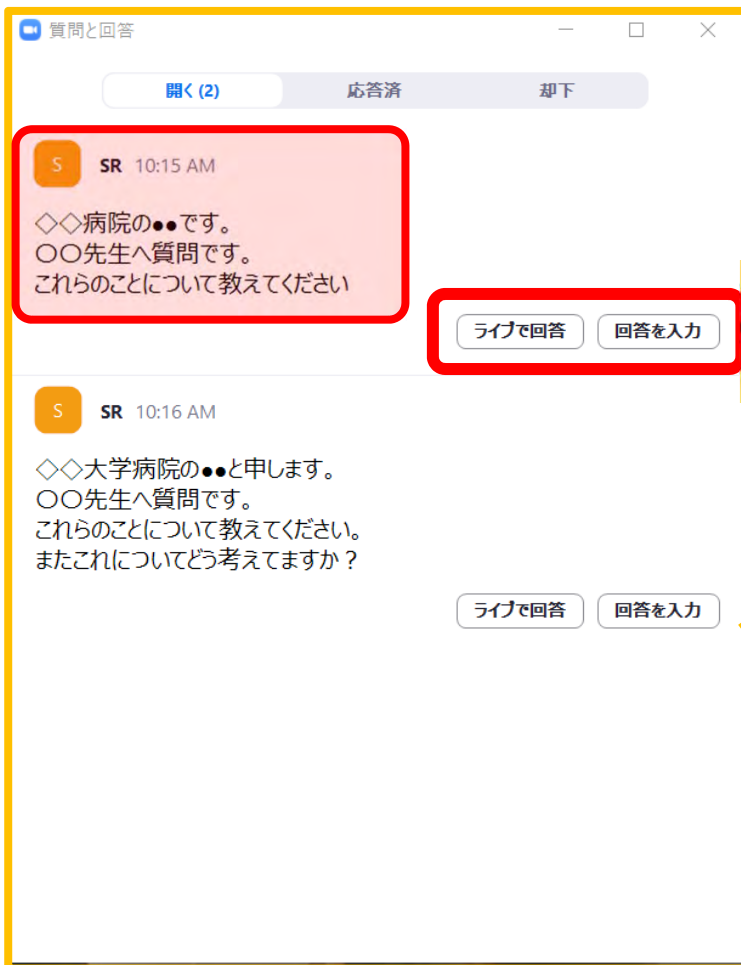 質問と回答
開く(2) 応答済 却下
S SR 10:15 AM
◇◇病院の●●です。
〇〇先生へ質問です。
これらのことについて教えてください
ライブで回答 回答を入力
S SR 10:16 AM
◇◇大学病院の●●と申します。
〇〇先生へ質問です。
これらのことについて教えてください。
またこれについてどう考えてますか？
ライブで回答 回答を入力